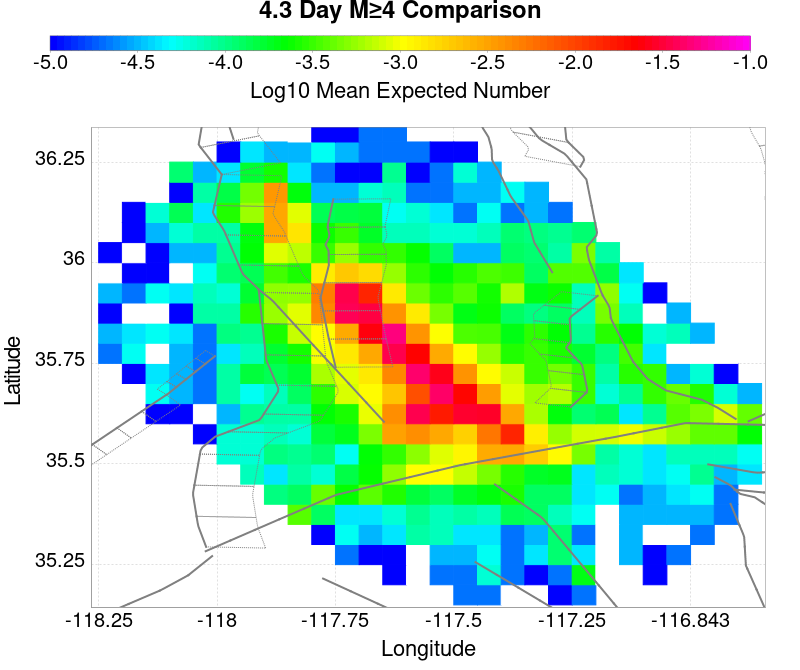 4.3 Day M≥4 Comparison
-5.0 -4.5 -4.0 -3.5 -3.0 -2.5 -2.0 -1.5 -1.0
Log10 Mean Expected Number
36.25
36
35.75
35.5
35.25
Latitude
-118.25 -118 -117.75 -117.5 -117.25 -116.843
Longitude